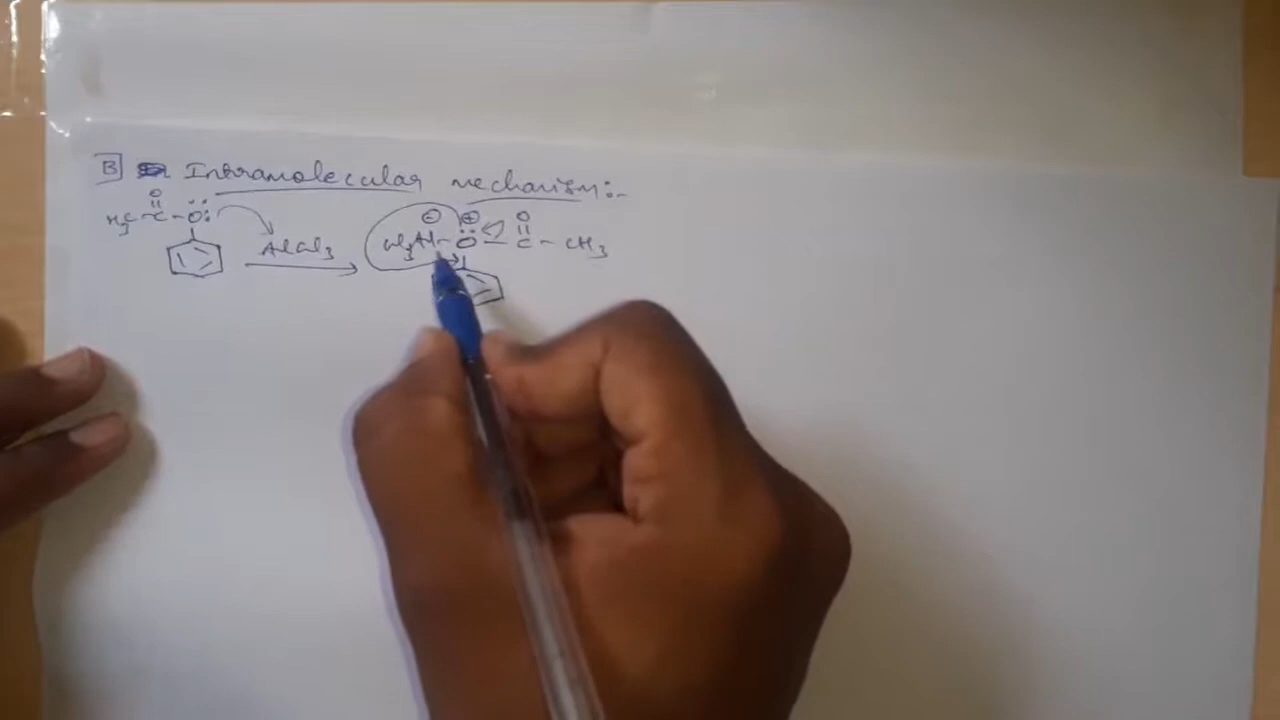 B Intramolecular mechanism:-
O ⊖ ⊕ O
H3C-C-O: AlCl3 Cl3Al-O-C-CH3